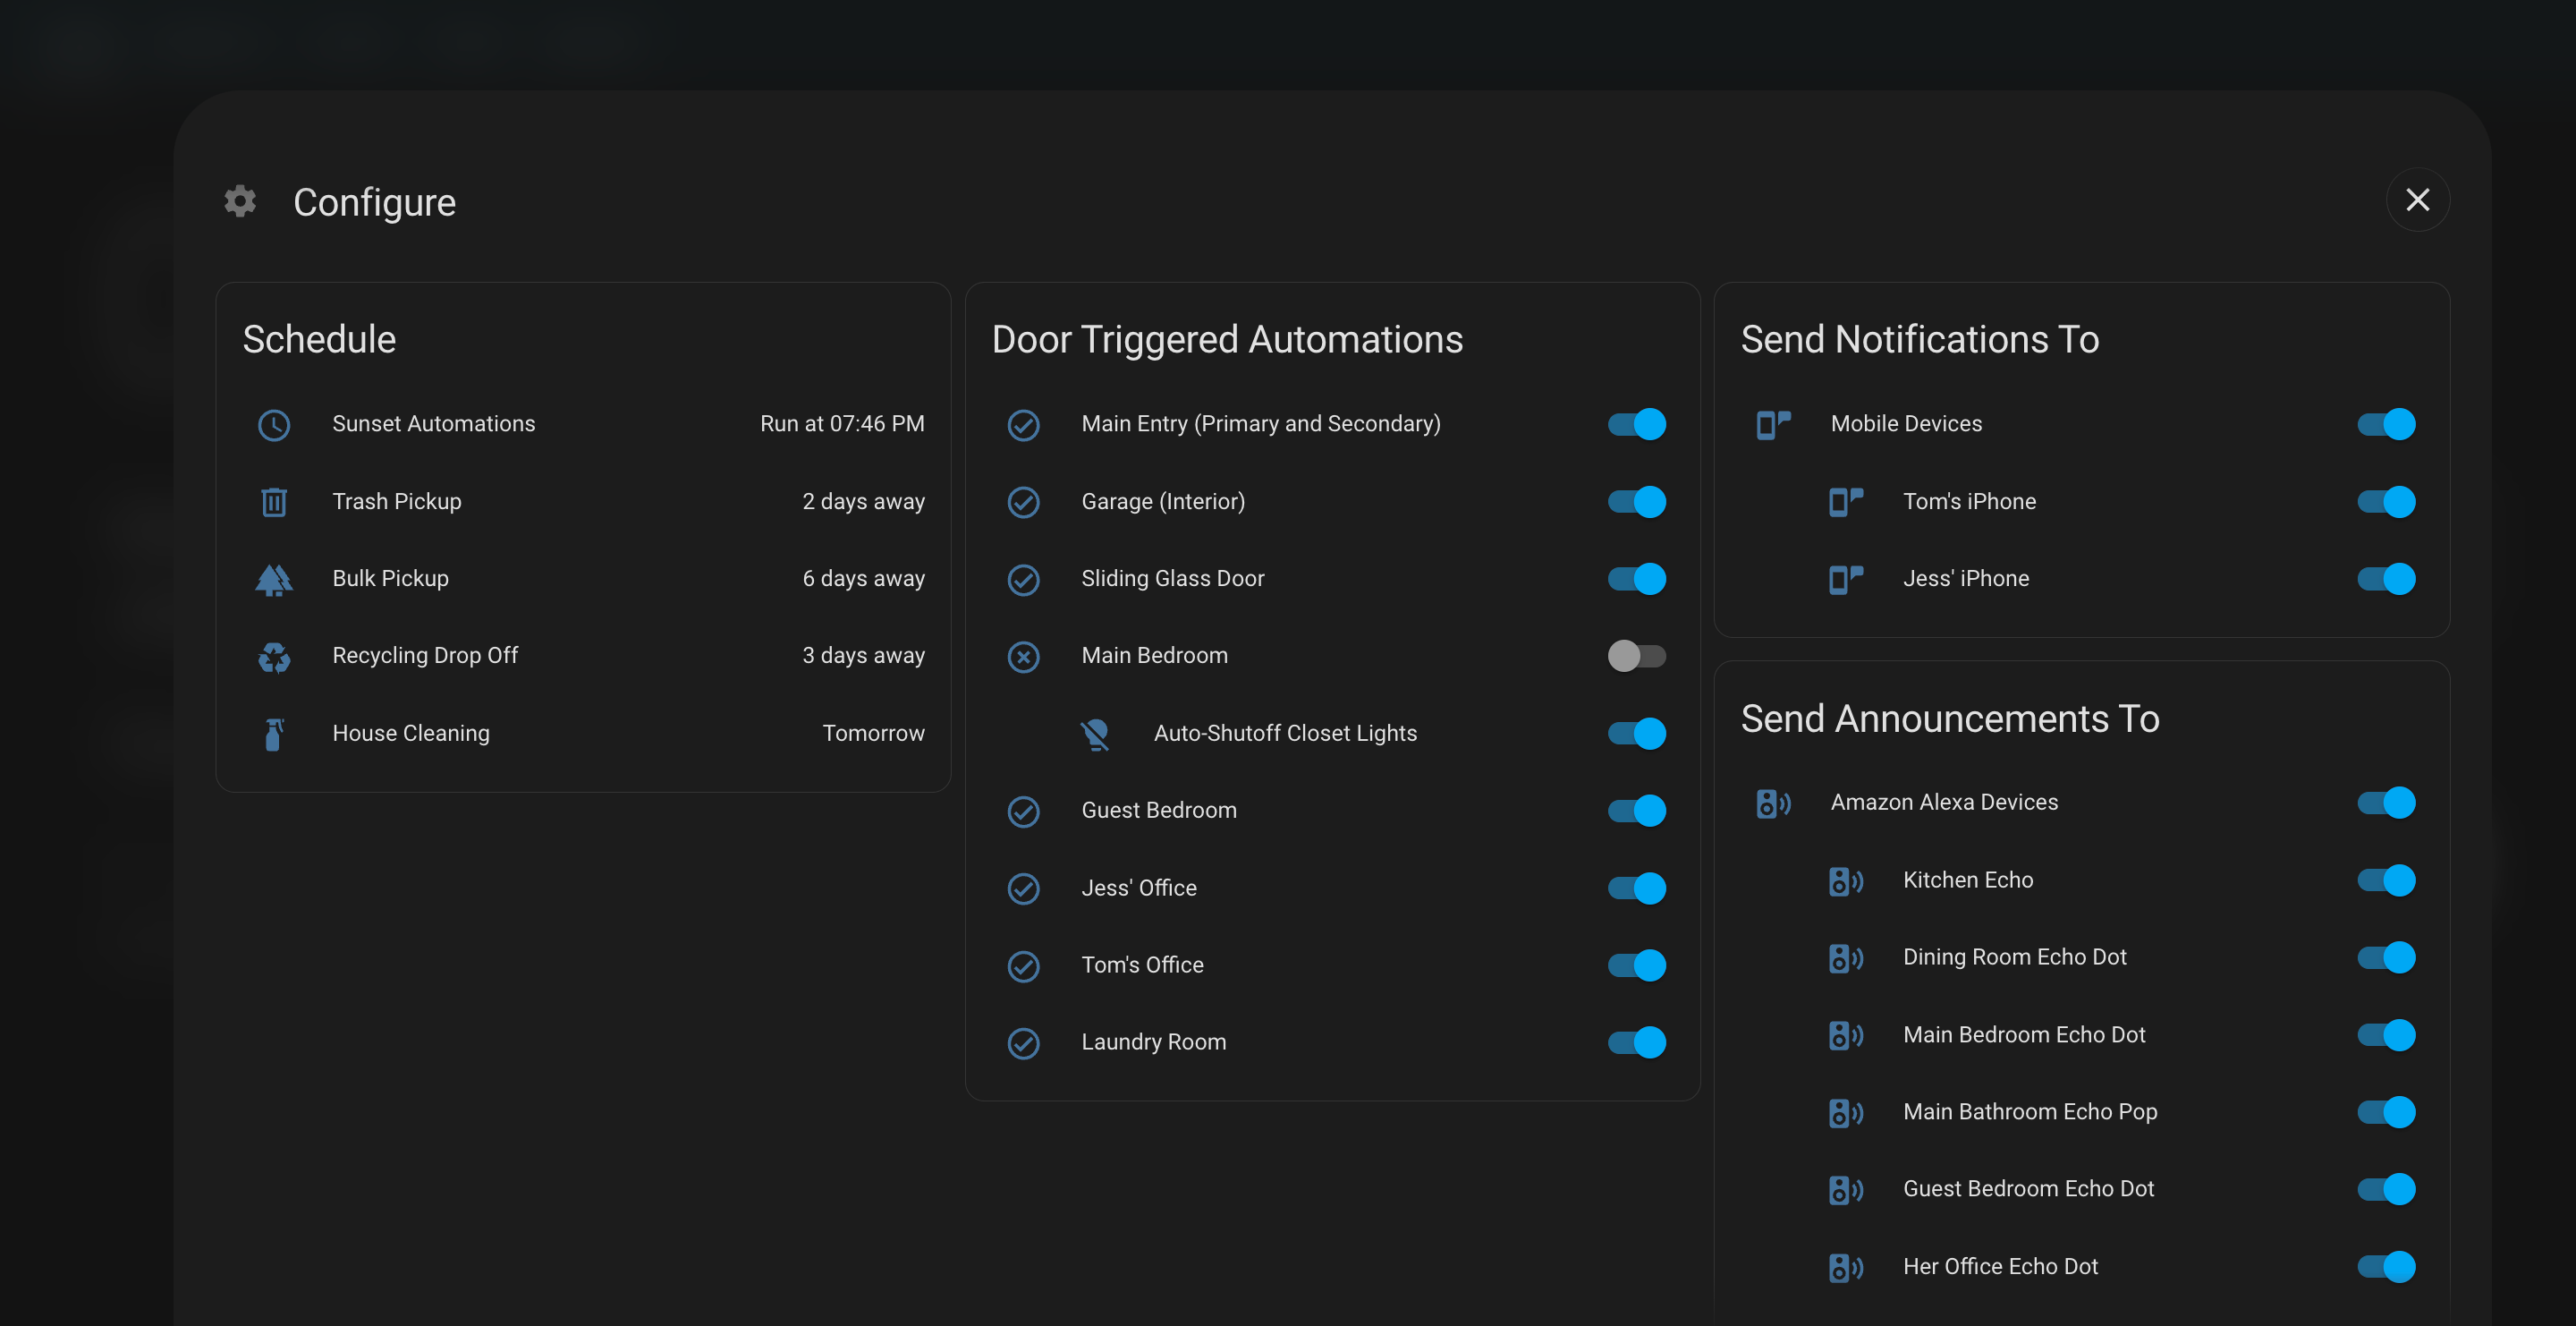 Configure
Schedule
Sunset Automations Run at 07:46 PM
Trash Pickup 2 days away
Bulk Pickup 6 days away
Recycling Drop Off 3 days away
House Cleaning Tomorrow
Door Triggered Automations
Main Entry (Primary and Secondary)
Garage (Interior)
Sliding Glass Door
Main Bedroom
Auto-Shutoff Closet Lights
Guest Bedroom
Jess' Office
Tom's Office
Laundry Room
Send Notifications To
Mobile Devices
Tom's iPhone
Jess' iPhone
Send Announcements To
Amazon Alexa Devices
Kitchen Echo
Dining Room Echo Dot
Main Bedroom Echo Dot
Main Bathroom Echo Pop
Guest Bedroom Echo Dot
Her Office Echo Dot